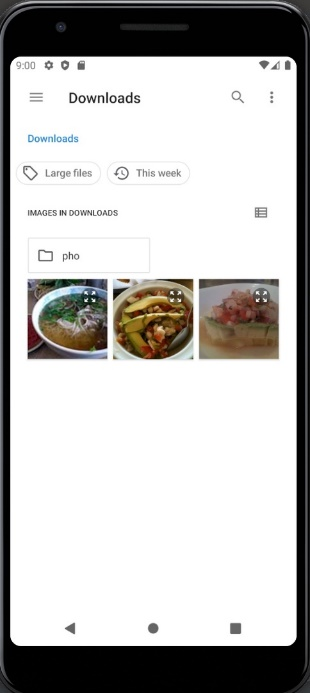 9:00
Downloads
Downloads
Large files
This week
IMAGES IN DOWNLOADS
pho